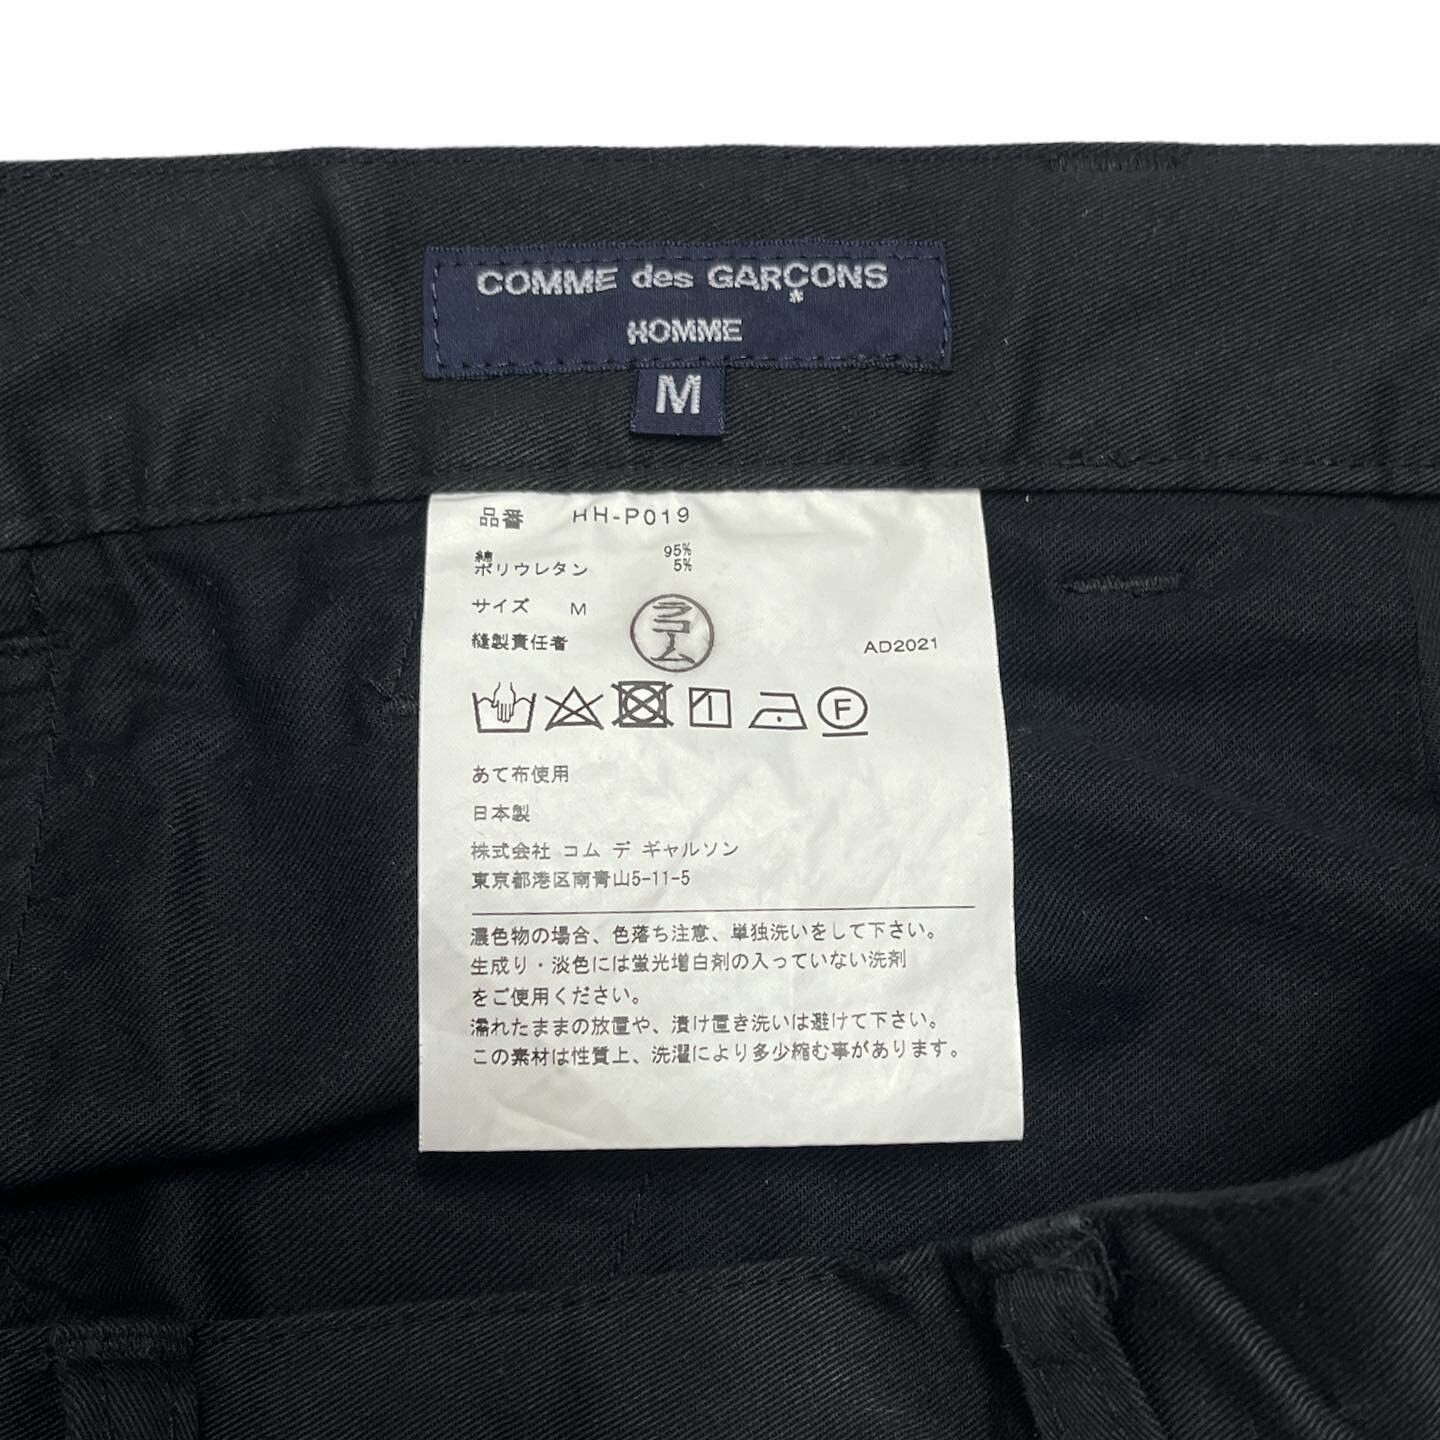 COMME des GARÇONS
*
HOMME
M
品番 HH-P019
綿 95%
ポリウレタン 5%
サイズ M
縫製責任者 コム AD2021
F
あて布使用
日本製
株式会社 コム デ ギャルソン
東京都港区南青山5-11-5
濃色物の場合、色落ち注意、単独洗いをして下さい。
生成り・淡色には蛍光増白剤の入っていない洗剤
をご使用ください。
濡れたままの放置や、漬け置き洗いは避けて下さい。
この素材は性質上、洗濯により多少縮む事があります。